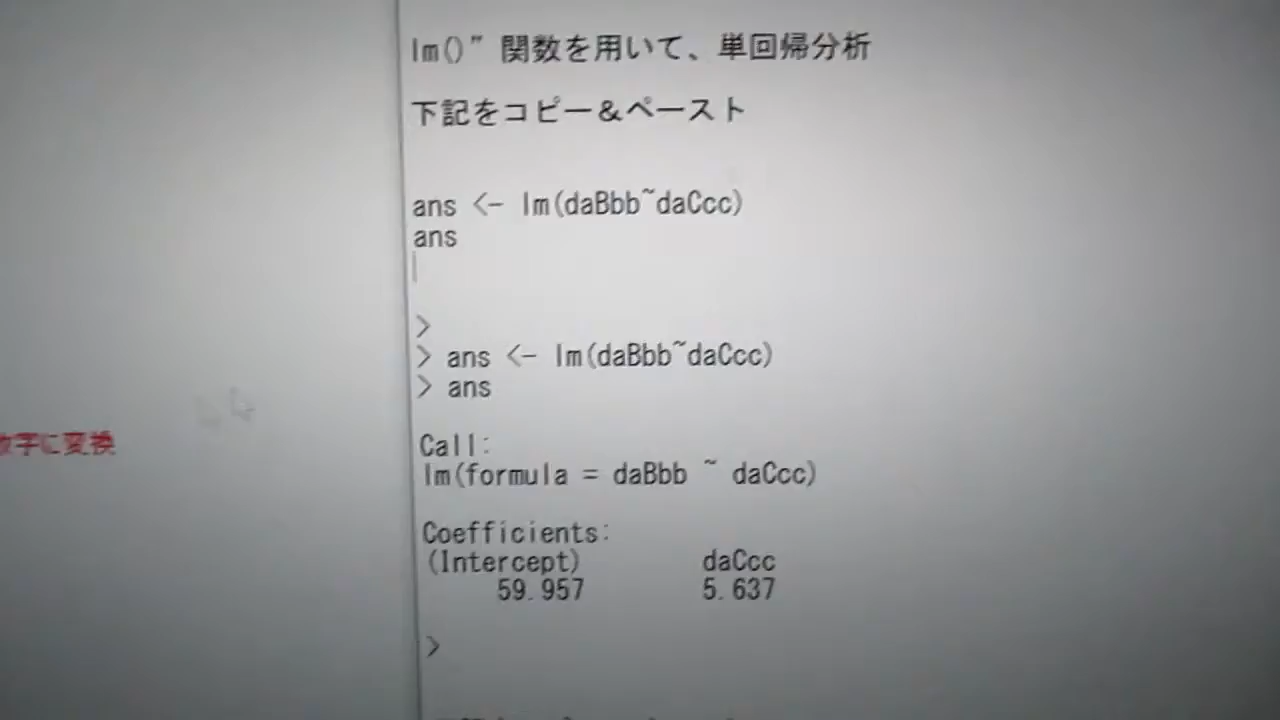 lm()” 関数を用いて、単回帰分析
下記をコピー＆ペースト
ans <- lm(daBbb~daCcc)
ans
>
> ans <- lm(daBbb~daCcc)
> ans
字に変換
Call:
lm(formula = daBbb ~ daCcc)
Coefficients:
(Intercept) daCcc
59.957 5.637
>